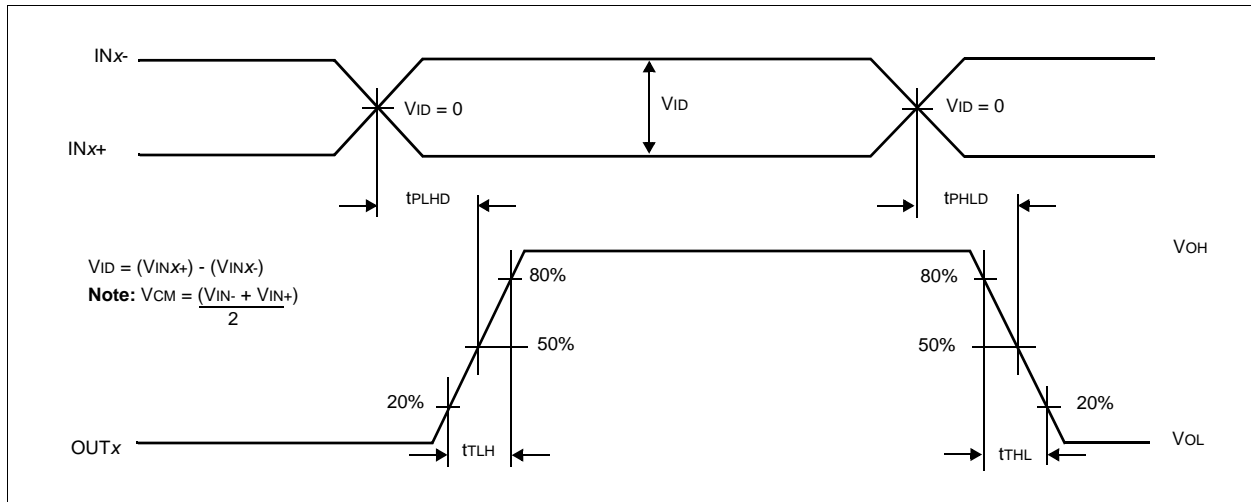 INx-
VID = 0
VID
VID = 0
INx+
tPLHD
tPHLD
VOH
VID = (VINx+) - (VINx-)
80%
80%
Note: VCM = (VIN- + VIN+)
2
50%
50%
20%
20%
OUTx
tTLH
tTHL
VOL